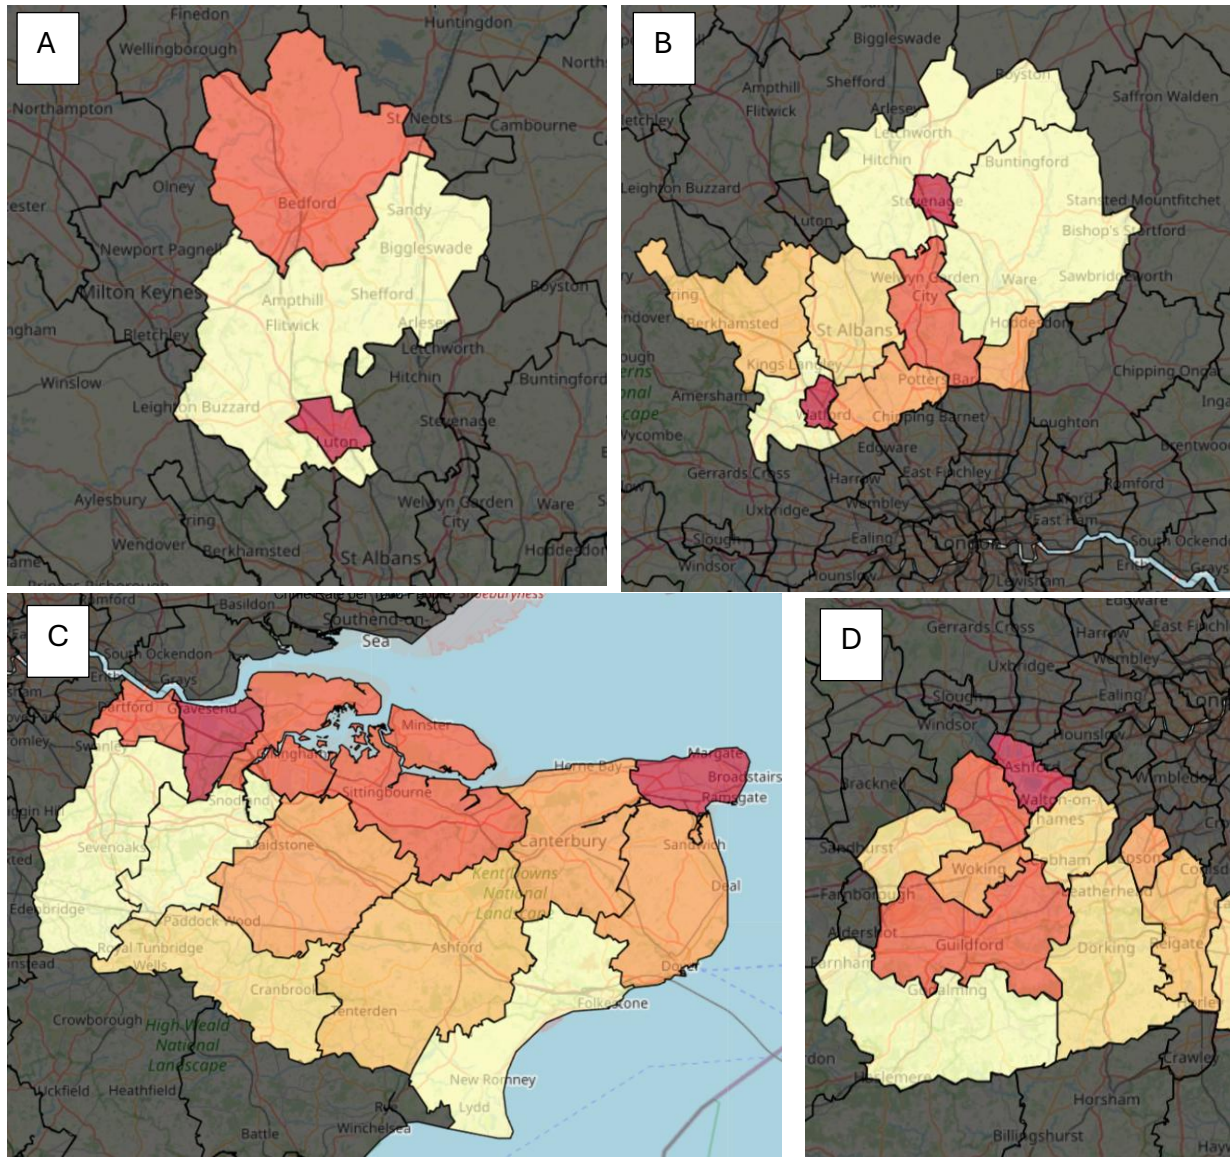 A
Finedon
Huntingdon
Wellingborough
Northampton
St. Neots
Cambourne
Olney
Bedford
Sandy
Newport Pagnell
Biggleswade
Milton Keynes
Ampthill
Shefford
Royston
Flitwick
Arlesey
Bletchley
Letchworth
Hitchin
Buntingford
Winslow
Leighton Buzzard
Stevenage
Luton
Aylesbury
Welwyn Garden
City
Ware
Wendover
Berkhamsted
St Albans
Hoddesdon
B
Biggleswade
Royston
Ampthill
Shefford
Saffron Walden
Flitwick
Arlesey
Letchworth
Hitchin
Buntingford
Leighton Buzzard
Stevenage
Stansted Mountfitchet
Luton
Bishop's Stortford
Welwyn Garden
City
Ware
Sawbridgeworth
Berkhamsted
St Albans
Hoddesdon
Kings Langley
Chipping Ongar
Amersham
Potters Bar
Watford
Chipping Barnet
Loughton
Edgware
Brentwood
Gerrards Cross
Harrow
East Finchley
Romford
Wembley
Uxbridge
East Ham
Slough
Ealing
London
South Ockendon
Windsor
Erith
Grays
Hounslow
Lewisham
C
Romford
Basildon
Southend-on-
Sea
South Ockendon
Erith
Grays
Dartford
Gravesend
Minster
Swanley
Gillingham
Herne Bay
Margate
Broadstairs
Snodland
Sittingbourne
Ramsgate
Sevenoaks
Maidstone
Canterbury
Sandwich
Kent Downs
National
Landscape
Deal
Edenbridge
Paddock Wood
Royal Tunbridge
Wells
Ashford
Dover
Cranbrook
Folkestone
Tenterden
Crowborough
High Weald
National
Landscape
Uckfield
Heathfield
New Romney
Rye
Lydd
Battle
Winchelsea
D
Edgware
Gerrards Cross
Harrow
East Finchl
Uxbridge
Wembley
Slough
Ealing
Windsor
Hounslow
Ashford
Bracknell
Wimbledon
Walton-on-
Thames
Sandhurst
Woking
Cobham
Epsom
Farnborough
Leatherhead
Aldershot
Guildford
Dorking
Reigate
Farnham
Godalming
Haslemere
Crawley
Horsham
Billingshurst